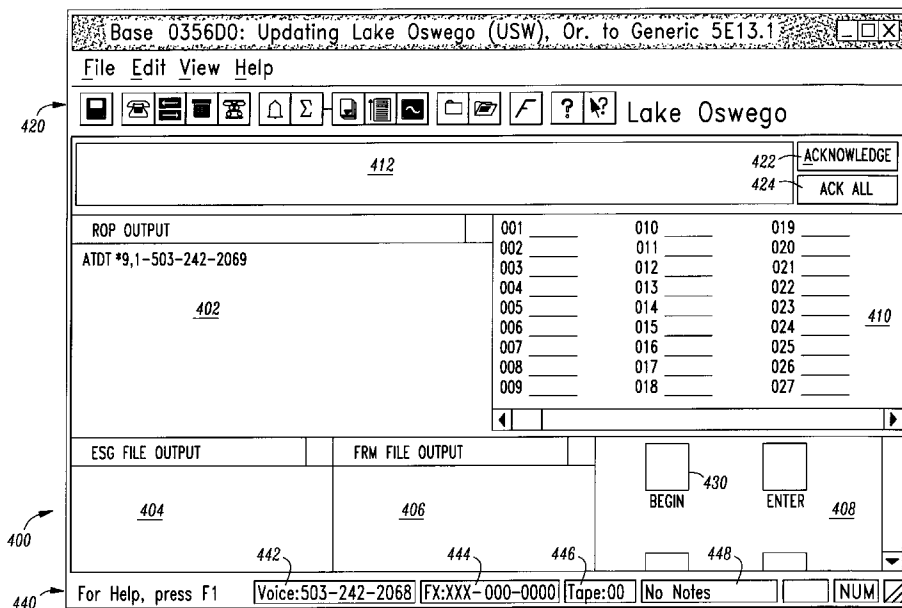 Base 0356D0: Updating Lake Oswego (USW), Or. to Generic 5E13.1
File Edit View Help
420
Σ
F
?
?
Lake Oswego
412
422
ACKNOWLEDGE
424
ACK ALL
ROP OUTPUT
ATDT *9,1-503-242-2069
402
001 010 019
002 011 020
003 012 021
004 013 022
005 014 023
006 015 024
007 016 025
008 017 026
009 018 027
410
ESG FILE OUTPUT
404
FRM FILE OUTPUT
406
430
BEGIN
ENTER
408
400
442
444
446
448
440
For Help, press F1
Voice:503-242-2068
FX:XXX-000-0000
Tape:00
No Notes
NUM